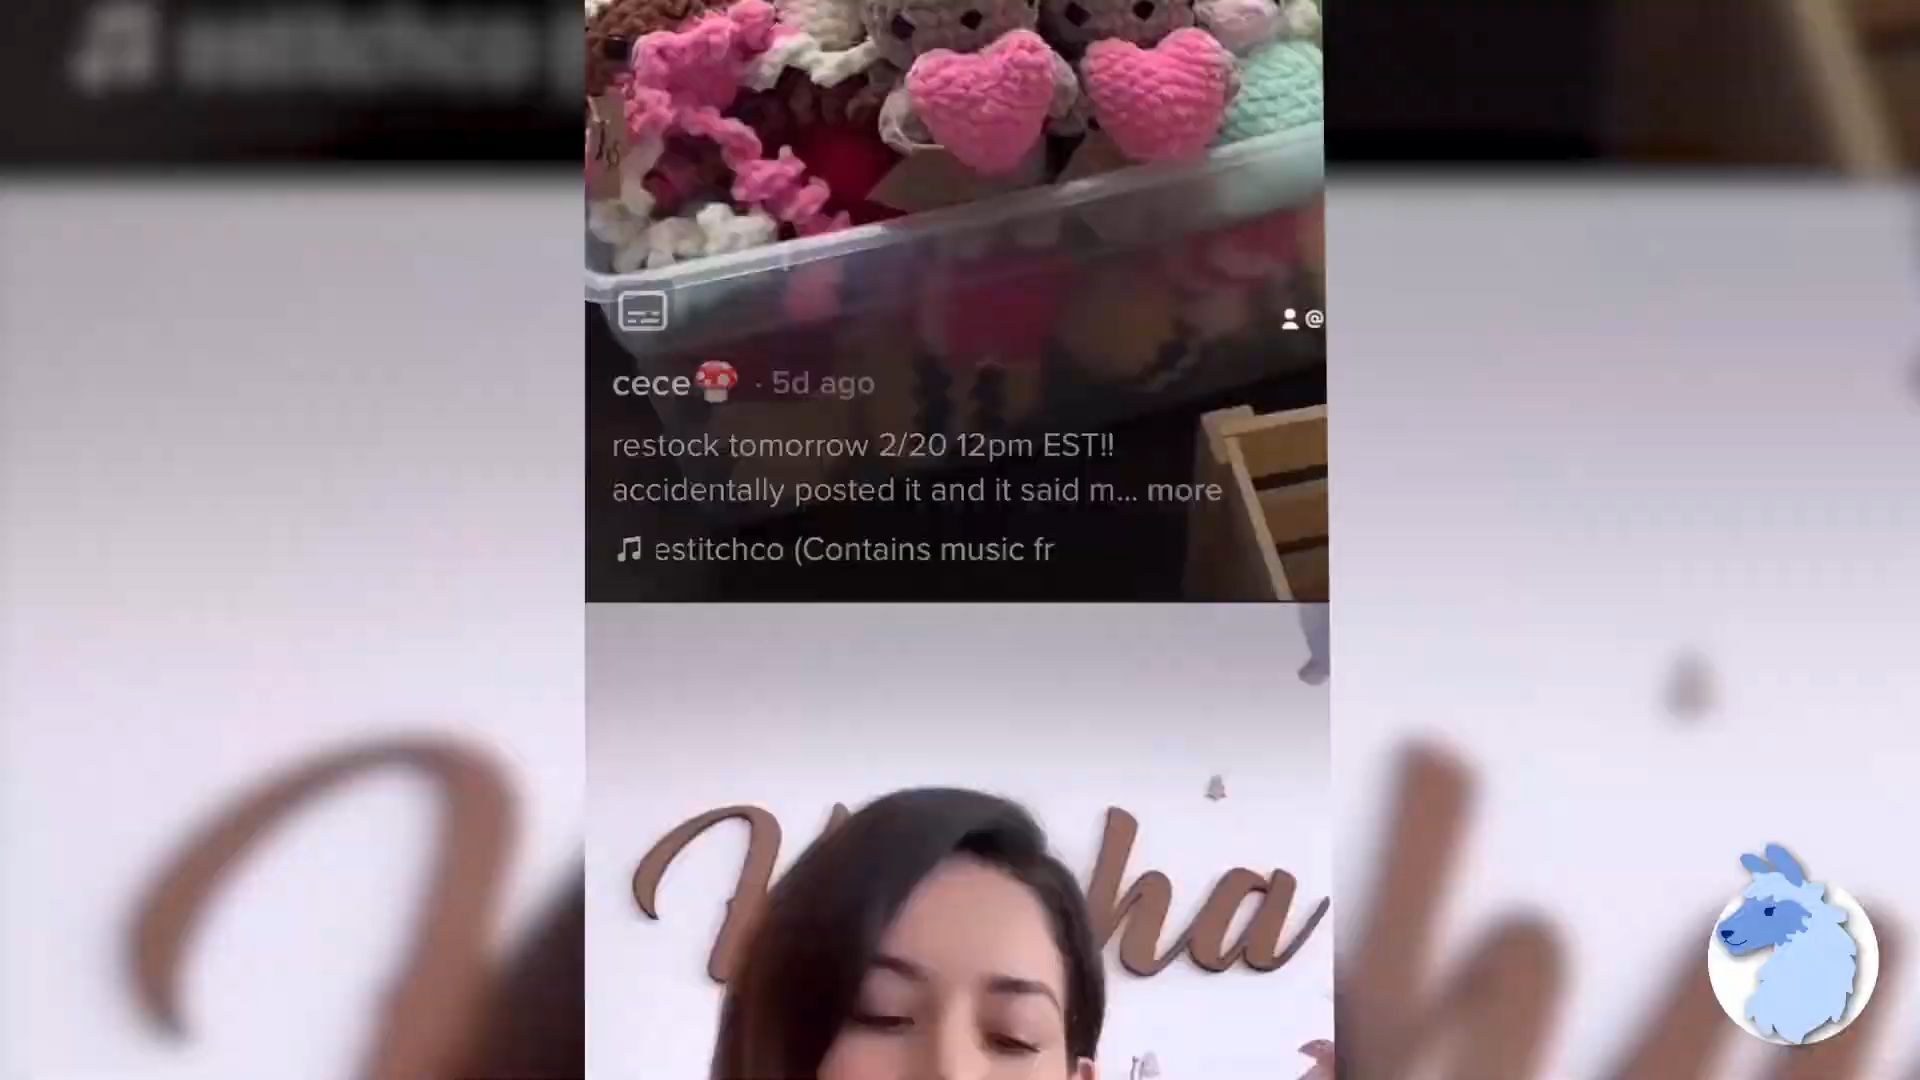 cece🍄 · 5d ago
restock tomorrow 2/20 12pm EST!!
accidentally posted it and it said m... more
estitchco (Contains music fr
ha